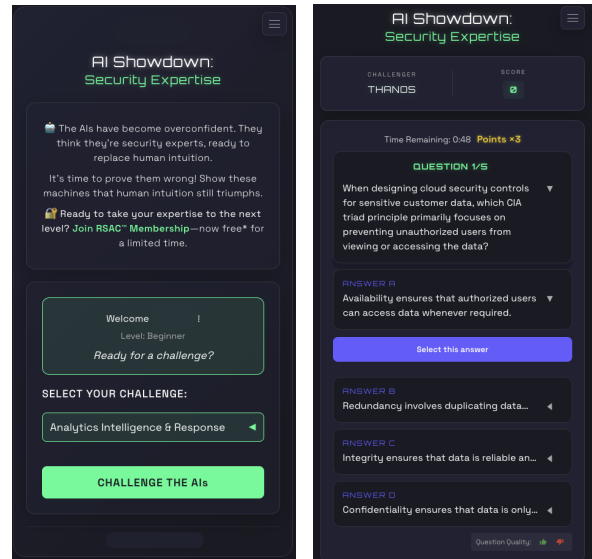 AI Showdown:
Security Expertise
The AIs have become overconfident. They
think they're security experts, ready to
replace human intuition.
It's time to prove them wrong! Show these
machines that human intuition still triumphs.
Ready to take your expertise to the next
level? Join RSAC™ Membership—now free* for
a limited time.
Welcome !
Level: Beginner
Ready for a challenge?
SELECT YOUR CHALLENGE:
Analytics Intelligence & Response
CHALLENGE THE AIs
AI Showdown:
Security Expertise
CHALLENGER
THANOS
SCORE
0
Time Remaining: 0:48 Points ×3
QUESTION 1/5
When designing cloud security controls
for sensitive customer data, which CIA
triad principle primarily focuses on
preventing unauthorized users from
viewing or accessing the data?
ANSWER A
Availability ensures that authorized users
can access data whenever required.
Select this answer
ANSWER B
Redundancy involves duplicating data...
ANSWER C
Integrity ensures that data is reliable an...
ANSWER D
Confidentiality ensures that data is only...
Question Quality: